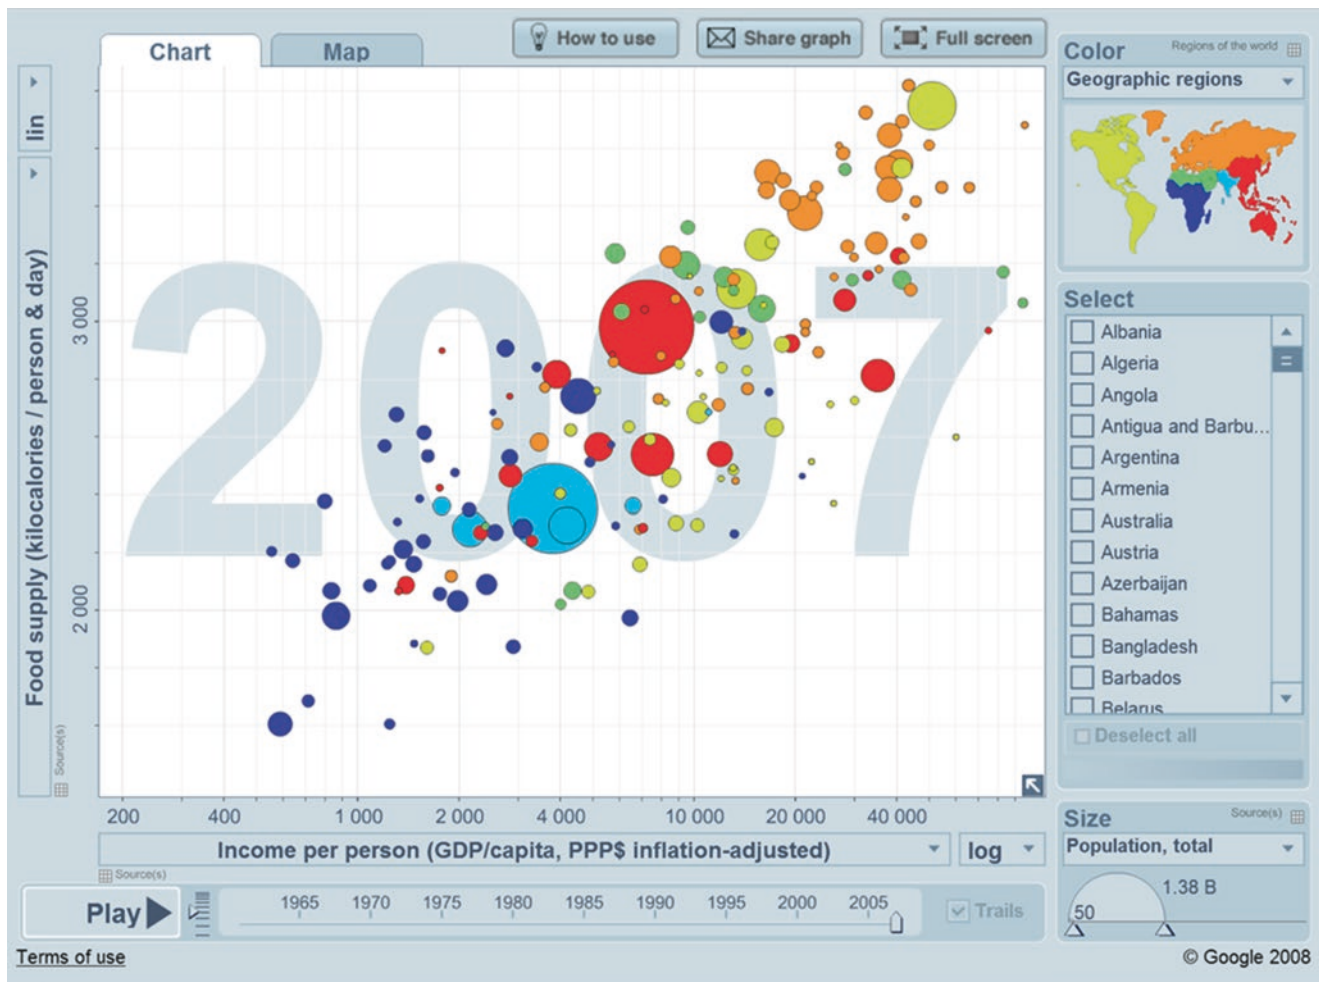 Chart
Map
How to use
Share graph
Full screen
lin
Food supply (kilocalories / person & day)
Source(s)
3 000
2 000
2007
200
400
1 000
2 000
4 000
10 000
20 000
40 000
Income per person (GDP/capita, PPP$ inflation-adjusted)
log
Source(s)
Play
1965
1970
1975
1980
1985
1990
1995
2000
2005
Trails
Color
Regions of the world
Geographic regions
Select
Albania
Algeria
Angola
Antigua and Barbu...
Argentina
Armenia
Australia
Austria
Azerbaijan
Bahamas
Bangladesh
Barbados
Belarus
Deselect all
Size
Source(s)
Population, total
1.38 B
50
Terms of use
© Google 2008